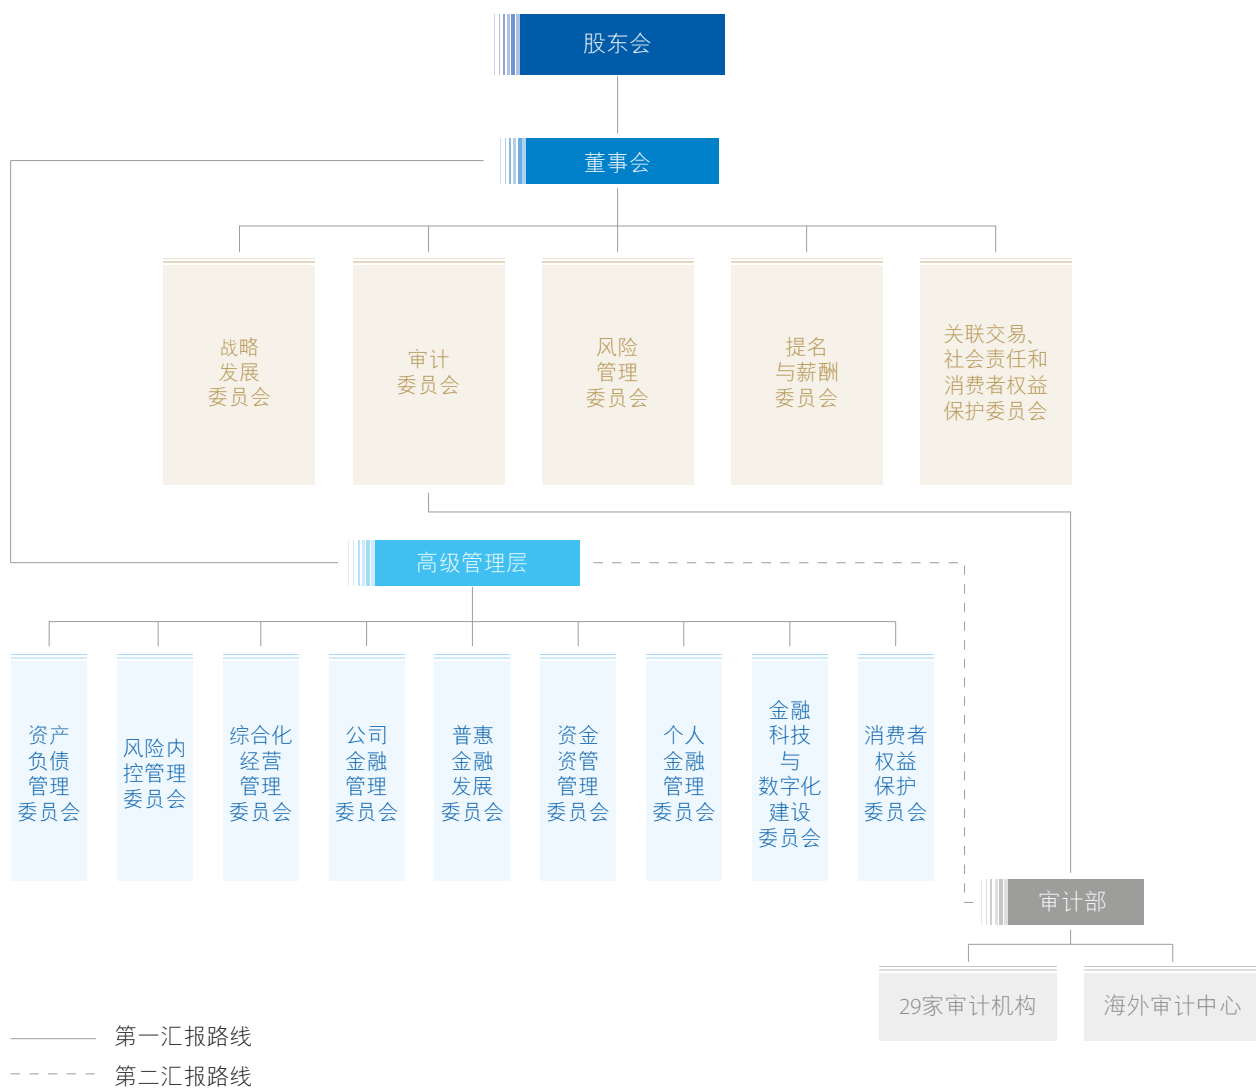 股东会
董事会
战略
发展
委员会
审计
委员会
风险
管理
委员会
提名
与薪酬
委员会
关联交易、
社会责任和
消费者权益
保护委员会
高级管理层
资产
负债
管理
委员会
风险内
控管理
委员会
综合化
经营
管理
委员会
公司
金融
管理
委员会
普惠
金融
发展
委员会
资金
资管
管理
委员会
个人
金融
管理
委员会
金融
科技
与
数字化
建设
委员会
消费者
权益
保护
委员会
审计部
29家审计机构
海外审计中心
第一汇报路线
第二汇报路线